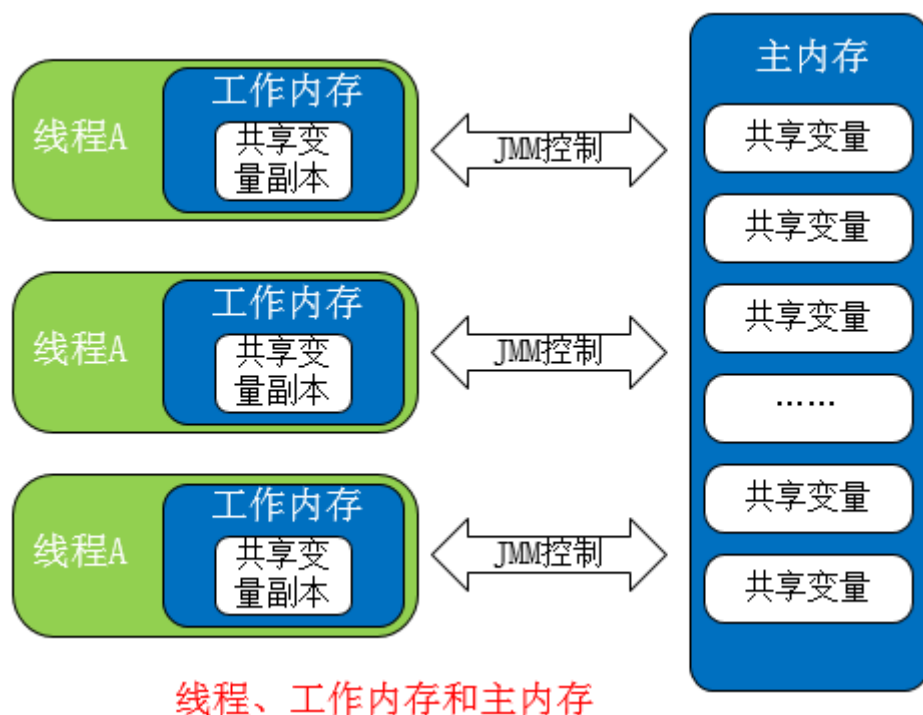 主内存
工作内存
线程A
共享变
量副本
JMM控制
共享变量
共享变量
工作内存
线程A
共享变
量副本
JMM控制
共享变量
……
工作内存
线程A
共享变
量副本
JMM控制
共享变量
共享变量
线程、工作内存和主内存